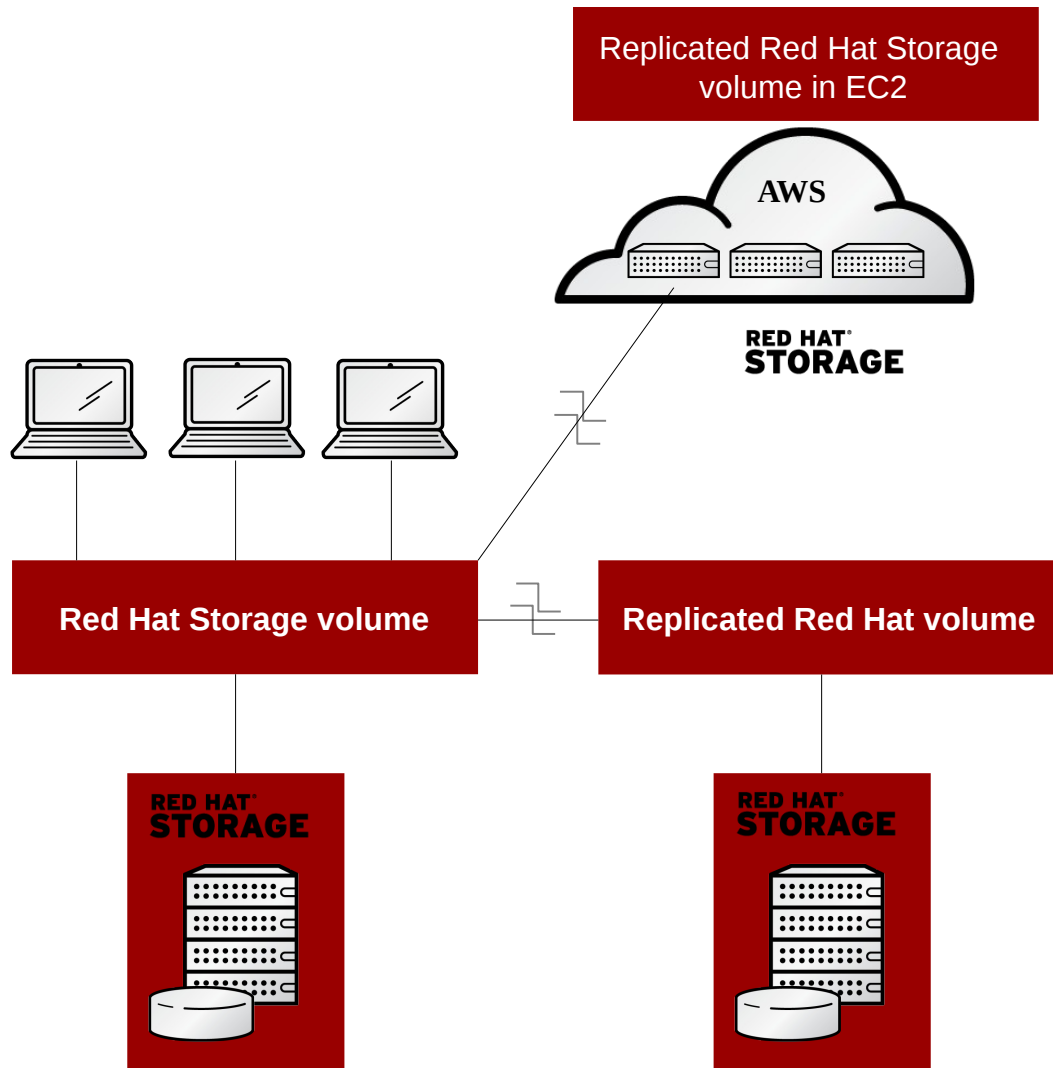 Replicated Red Hat Storage
volume in EC2
AWS
RED HAT®
STORAGE
Red Hat Storage volume
Replicated Red Hat volume
RED HAT®
STORAGE
RED HAT®
STORAGE